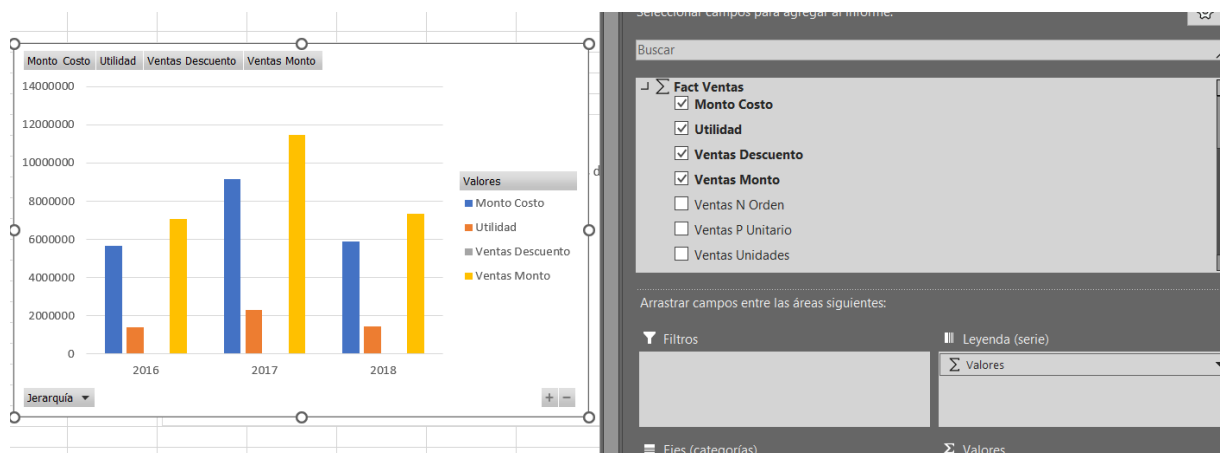 Monto Costo Utilidad Ventas Descuento Ventas Monto
14000000
12000000
10000000
8000000
6000000
4000000
2000000
0
2016 2017 2018
Valores
Monto Costo
Utilidad
Ventas Descuento
Ventas Monto
Jerarquía
+ −
d
Seleccionar campos para agregar al informe:
Buscar
∑ Fact Ventas
Monto Costo
Utilidad
Ventas Descuento
Ventas Monto
Ventas N Orden
Ventas P Unitario
Ventas Unidades
Arrastrar campos entre las áreas siguientes:
Filtros
Leyenda (serie)
∑ Valores
Ejes (categorías)
∑ Valores